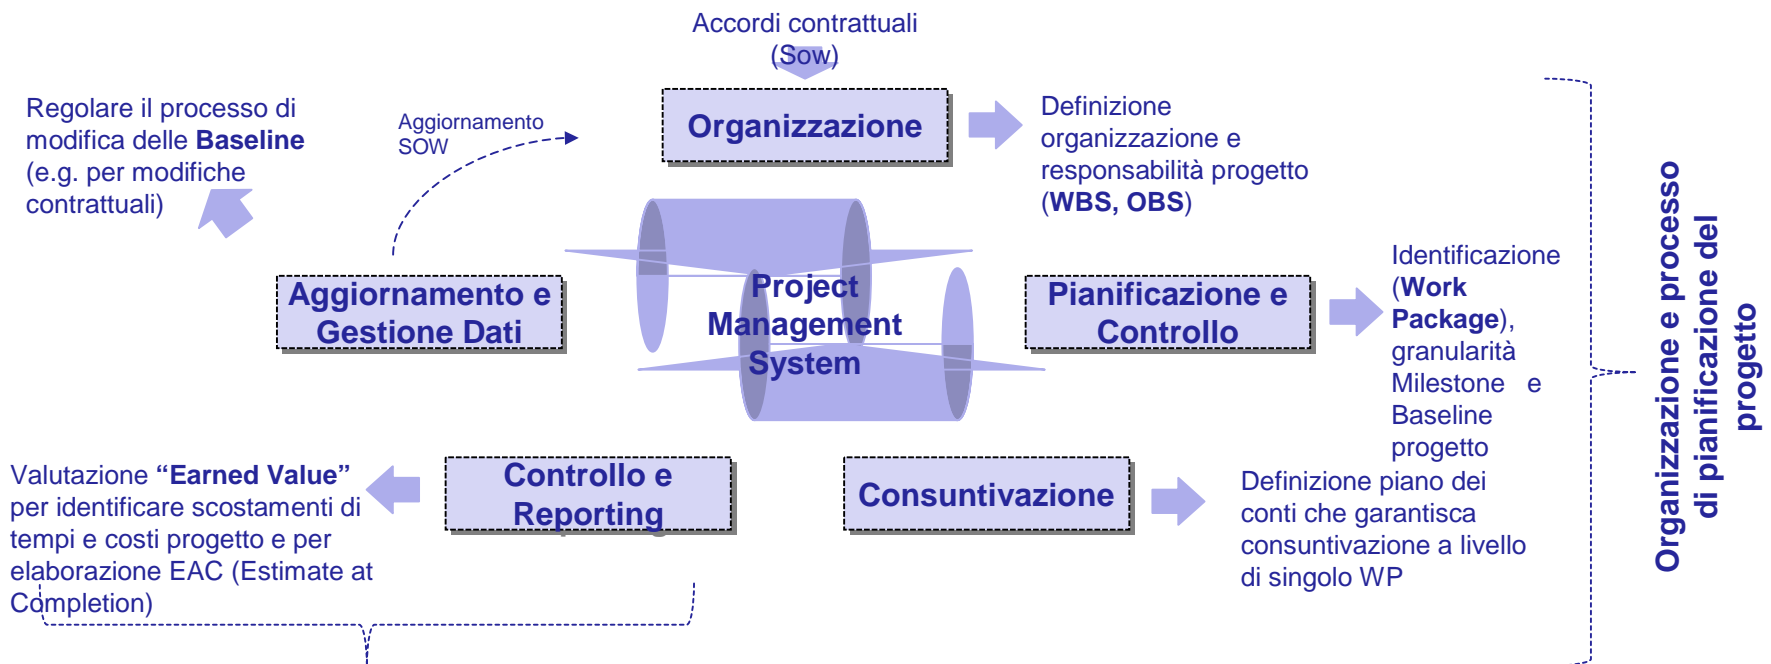 Accordi contrattuali
(Sow)
Regolare il processo di
modifica delle Baseline
(e.g. per modifiche
contrattuali)
Aggiornamento
SOW
Organizzazione
Definizione
organizzazione e
responsabilità progetto
(WBS, OBS)
Aggiornamento e
Gestione Dati
Project
Management
System
Pianificazione e
Controllo
Identificazione
(Work
Package),
granularità
Milestone e
Baseline
progetto
Valutazione “Earned Value”
per identificare scostamenti di
tempi e costi progetto e per
elaborazione EAC (Estimate at
Completion)
Controllo e
Reporting
Consuntivazione
Definizione piano dei
conti che garantisca
consuntivazione a livello
di singolo WP
Organizzazione e processo
di pianificazione del
progetto